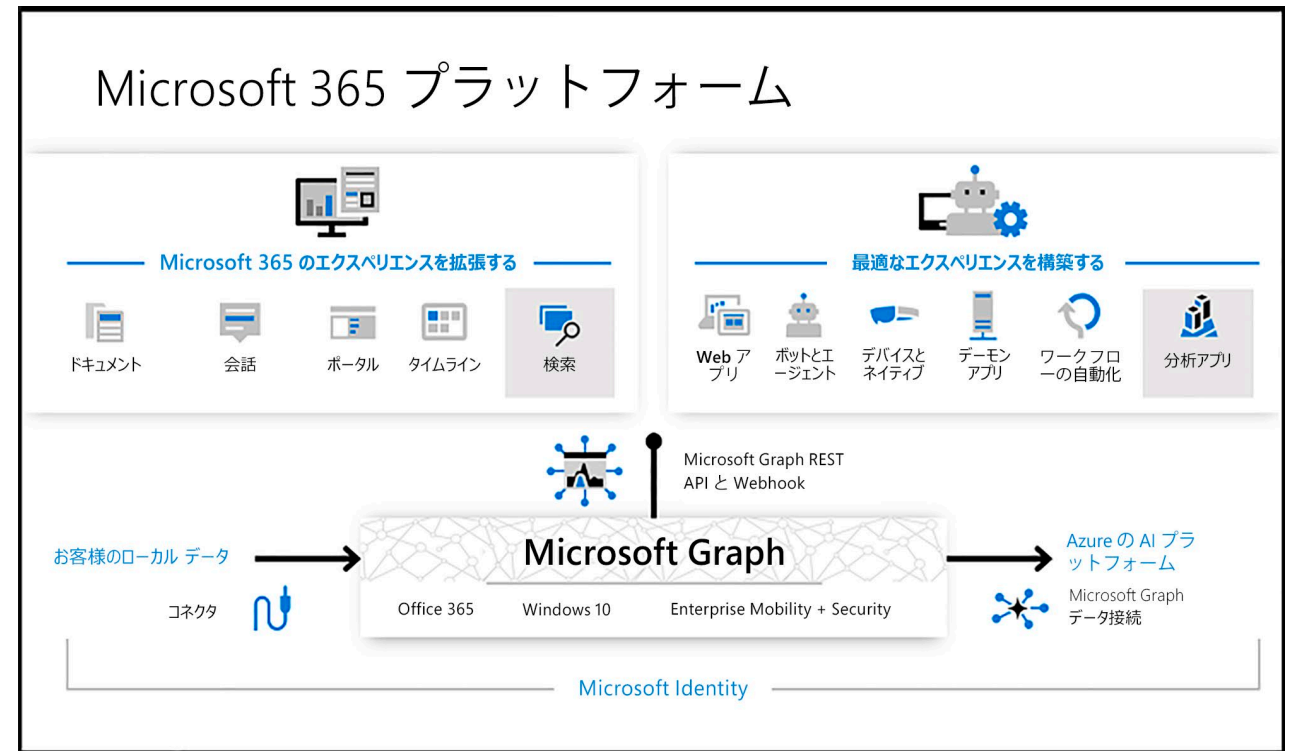 Microsoft 365 プラットフォーム
Microsoft 365 のエクスペリエンスを拡張する
ドキュメント
会話
ポータル
タイムライン
検索
最適なエクスペリエンスを構築する
Web ア
プリ
ボットとエ
ージェント
デバイスと
ネイティブ
デーモン
アプリ
ワークフロ
ーの自動化
分析アプリ
Microsoft Graph REST
API と Webhook
お客様のローカル データ
コネクタ
Microsoft Graph
Office 365
Windows 10
Enterprise Mobility + Security
Azure の AI プラ
ットフォーム
Microsoft Graph
データ接続
Microsoft Identity